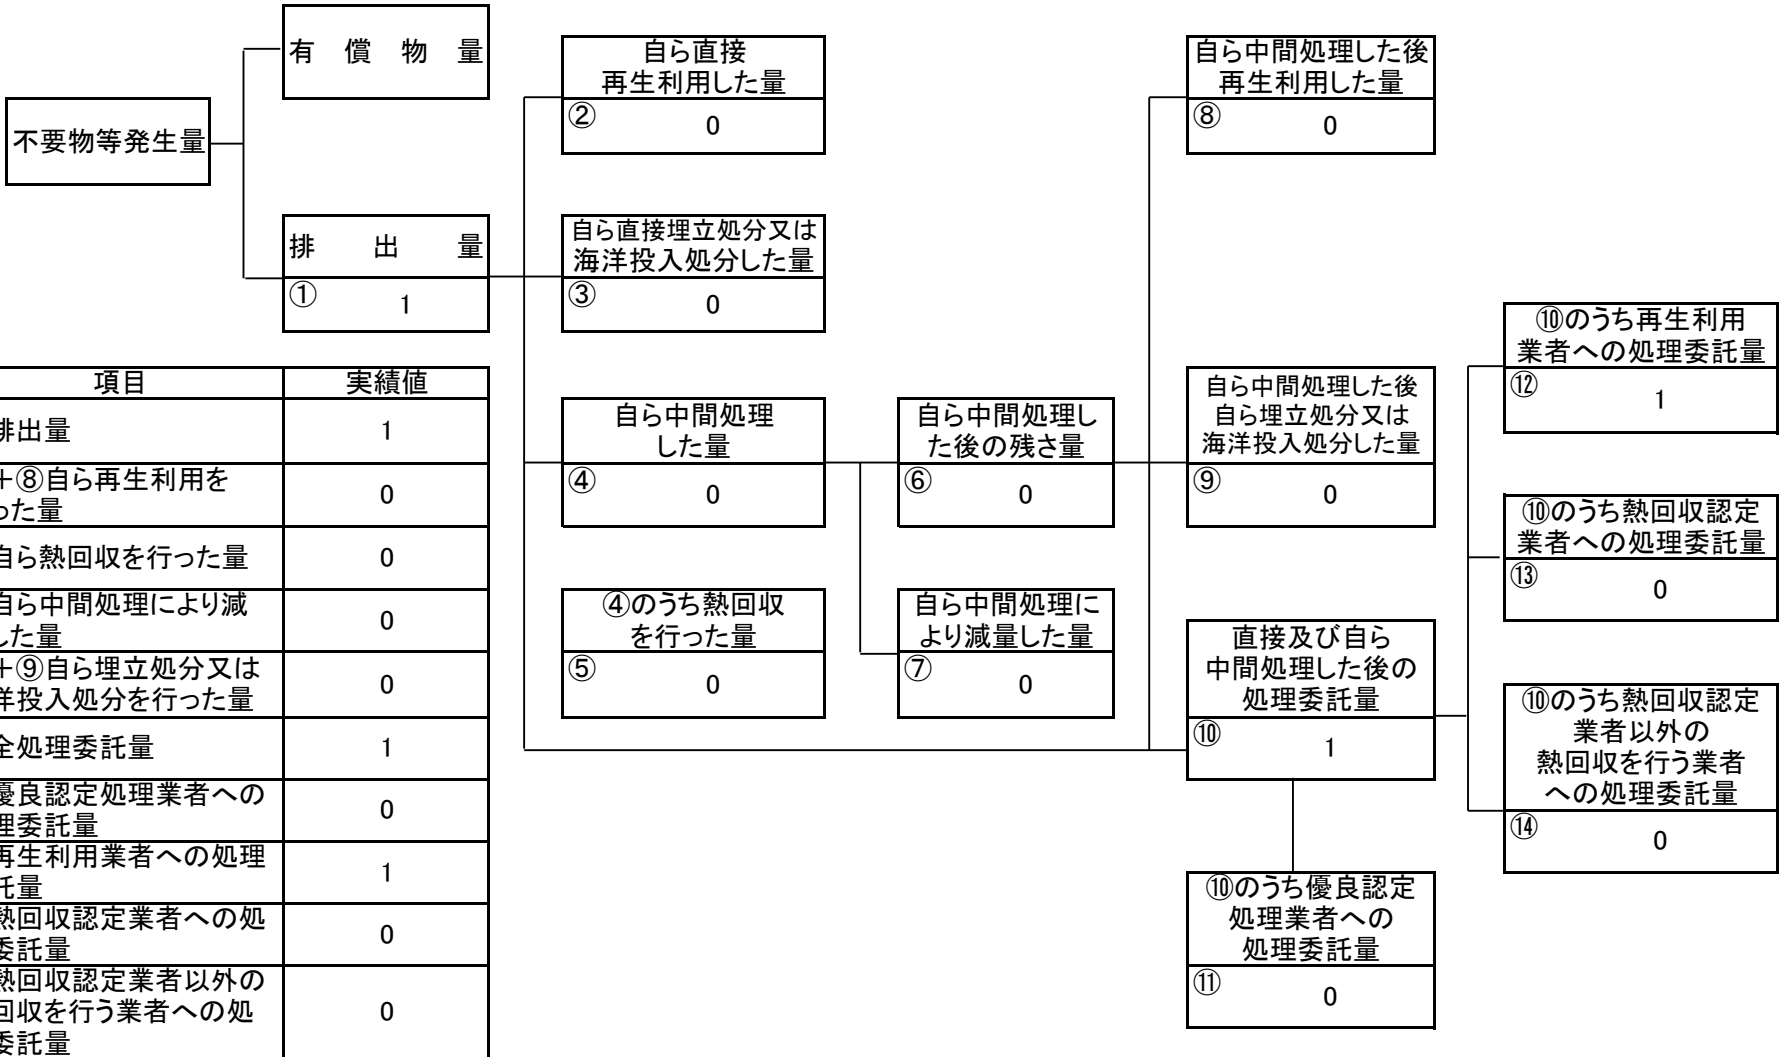 有償物量
不要物等発生量
排出量
①
1
自ら直接
再生利用した量
②
0
自ら直接埋立処分又は
海洋投入処分した量
③
0
自ら中間処理
した量
④
0
④のうち熱回収
を行った量
⑤
0
自ら中間処理し
た後の残さ量
⑥
0
自ら中間処理に
より減量した量
⑦
0
自ら中間処理した後
再生利用した量
⑧
0
自ら中間処理した後
自ら埋立処分又は
海洋投入処分した量
⑨
0
直接及び自ら
中間処理した後の
処理委託量
⑩
1
⑩のうち優良認定
処理業者への
処理委託量
⑪
0
⑩のうち再生利用
業者への処理委託量
⑫
1
⑩のうち熱回収認定
業者への処理委託量
⑬
0
⑩のうち熱回収認定
業者以外の
熱回収を行う業者
への処理委託量
⑭
0
項目 実績値
排出量 1
+⑧自ら再生利用を
った量 0
自ら熱回収を行った量 0
自ら中間処理により減
した量 0
+⑨自ら埋立処分又は
洋投入処分を行った量 0
全処理委託量 1
優良認定処理業者への
理委託量 0
再生利用業者への処理
託量 1
熱回収認定業者への処
委託量 0
熱回収認定業者以外の
回収を行う業者への処
委託量 0